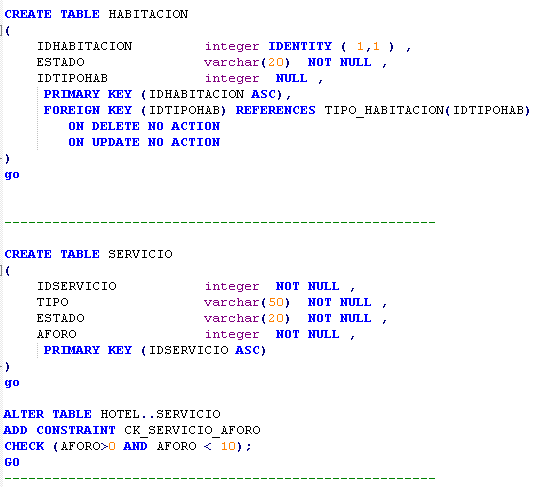 CREATE TABLE HABITACION
(
IDHABITACION integer IDENTITY ( 1,1 ) ,
ESTADO varchar(20) NOT NULL ,
IDTIPOHAB integer NULL ,
PRIMARY KEY (IDHABITACION ASC),
FOREIGN KEY (IDTIPOHAB) REFERENCES TIPO_HABITACION(IDTIPOHAB)
ON DELETE NO ACTION
ON UPDATE NO ACTION
)
go
------------------------------------------------------
CREATE TABLE SERVICIO
(
IDSERVICIO integer NOT NULL ,
TIPO varchar(50) NOT NULL ,
ESTADO varchar(20) NOT NULL ,
AFORO integer NOT NULL ,
PRIMARY KEY (IDSERVICIO ASC)
)
go
ALTER TABLE HOTEL..SERVICIO
ADD CONSTRAINT CK_SERVICIO_AFORO
CHECK (AFORO>0 AND AFORO < 10);
GO
------------------------------------------------------